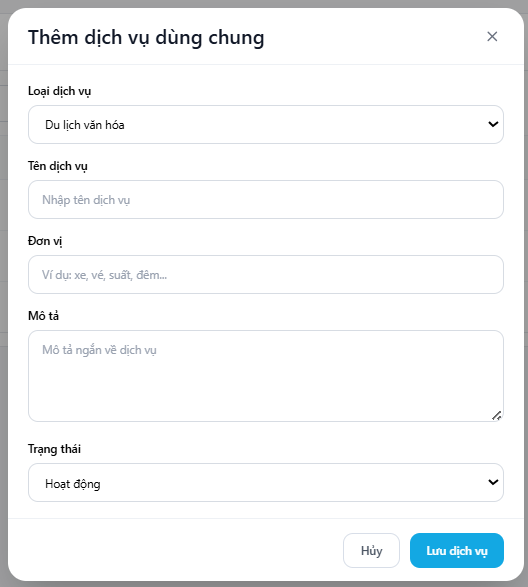 Thêm dịch vụ dùng chung
Loại dịch vụ
Du lịch văn hóa
Tên dịch vụ
Nhập tên dịch vụ
Đơn vị
Ví dụ: xe, vé, suất, đêm...
Mô tả
Mô tả ngắn về dịch vụ
Trạng thái
Hoạt động
Hủy
Lưu dịch vụ